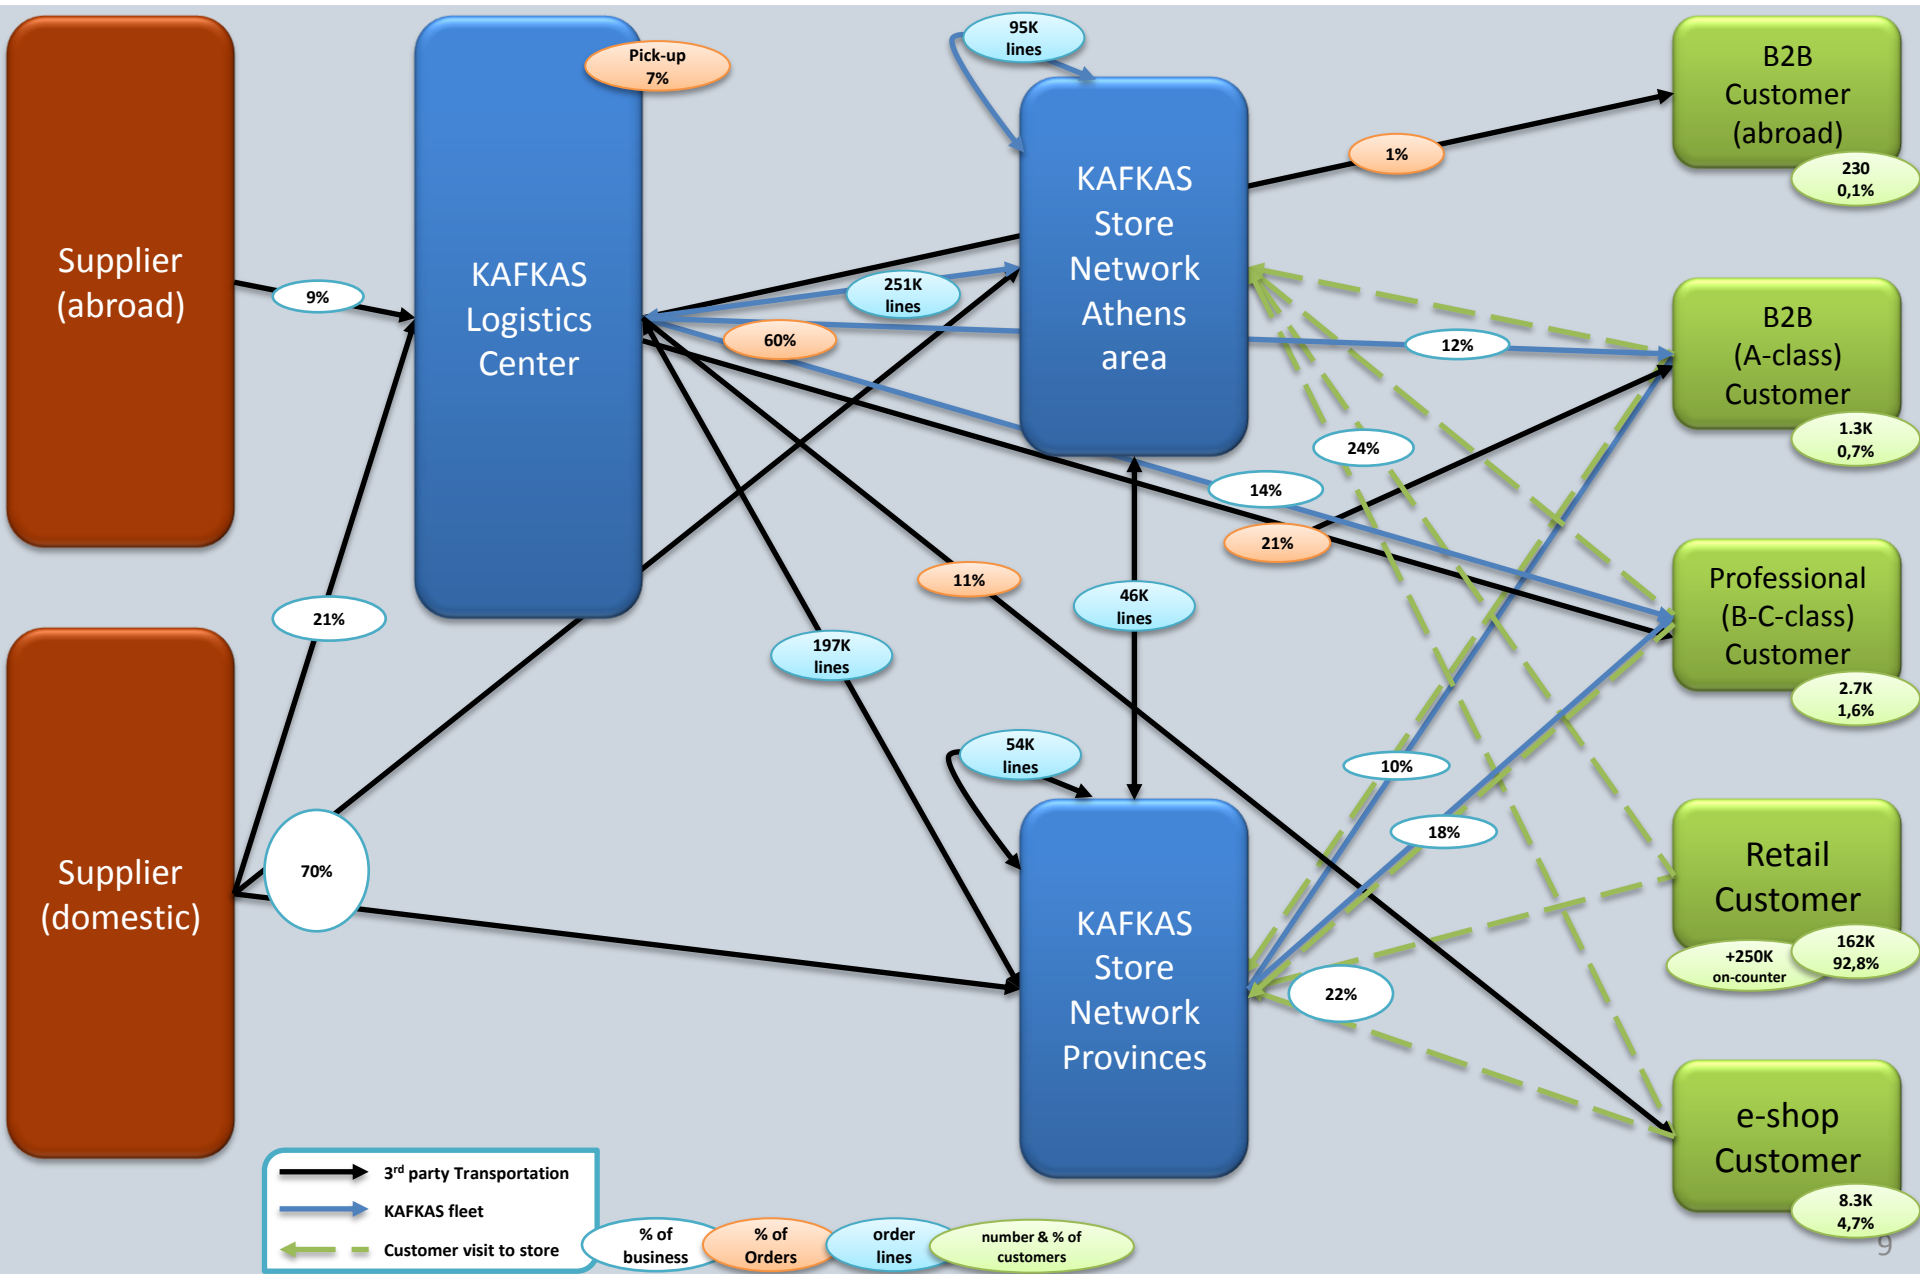 95K
lines
Pick-up
7%
B2B
Customer
(abroad)
230
0,1%
1%
Supplier
(abroad)
9%
KAFKAS
Logistics
Center
KAFKAS
Store
Network
Athens
area
251K
lines
60%
12%
B2B
(A-class)
Customer
1.3K
0,7%
24%
14%
21%
11%
46K
lines
Professional
(B-C-class)
Customer
2.7K
1,6%
21%
197K
lines
54K
lines
10%
18%
70%
Supplier
(domestic)
KAFKAS
Store
Network
Provinces
22%
Retail
Customer
+250K
on-counter
162K
92,8%
e-shop
Customer
8.3K
4,7%
3rd party Transportation
KAFKAS fleet
Customer visit to store
% of
business
% of
Orders
order
lines
number & % of
customers
9